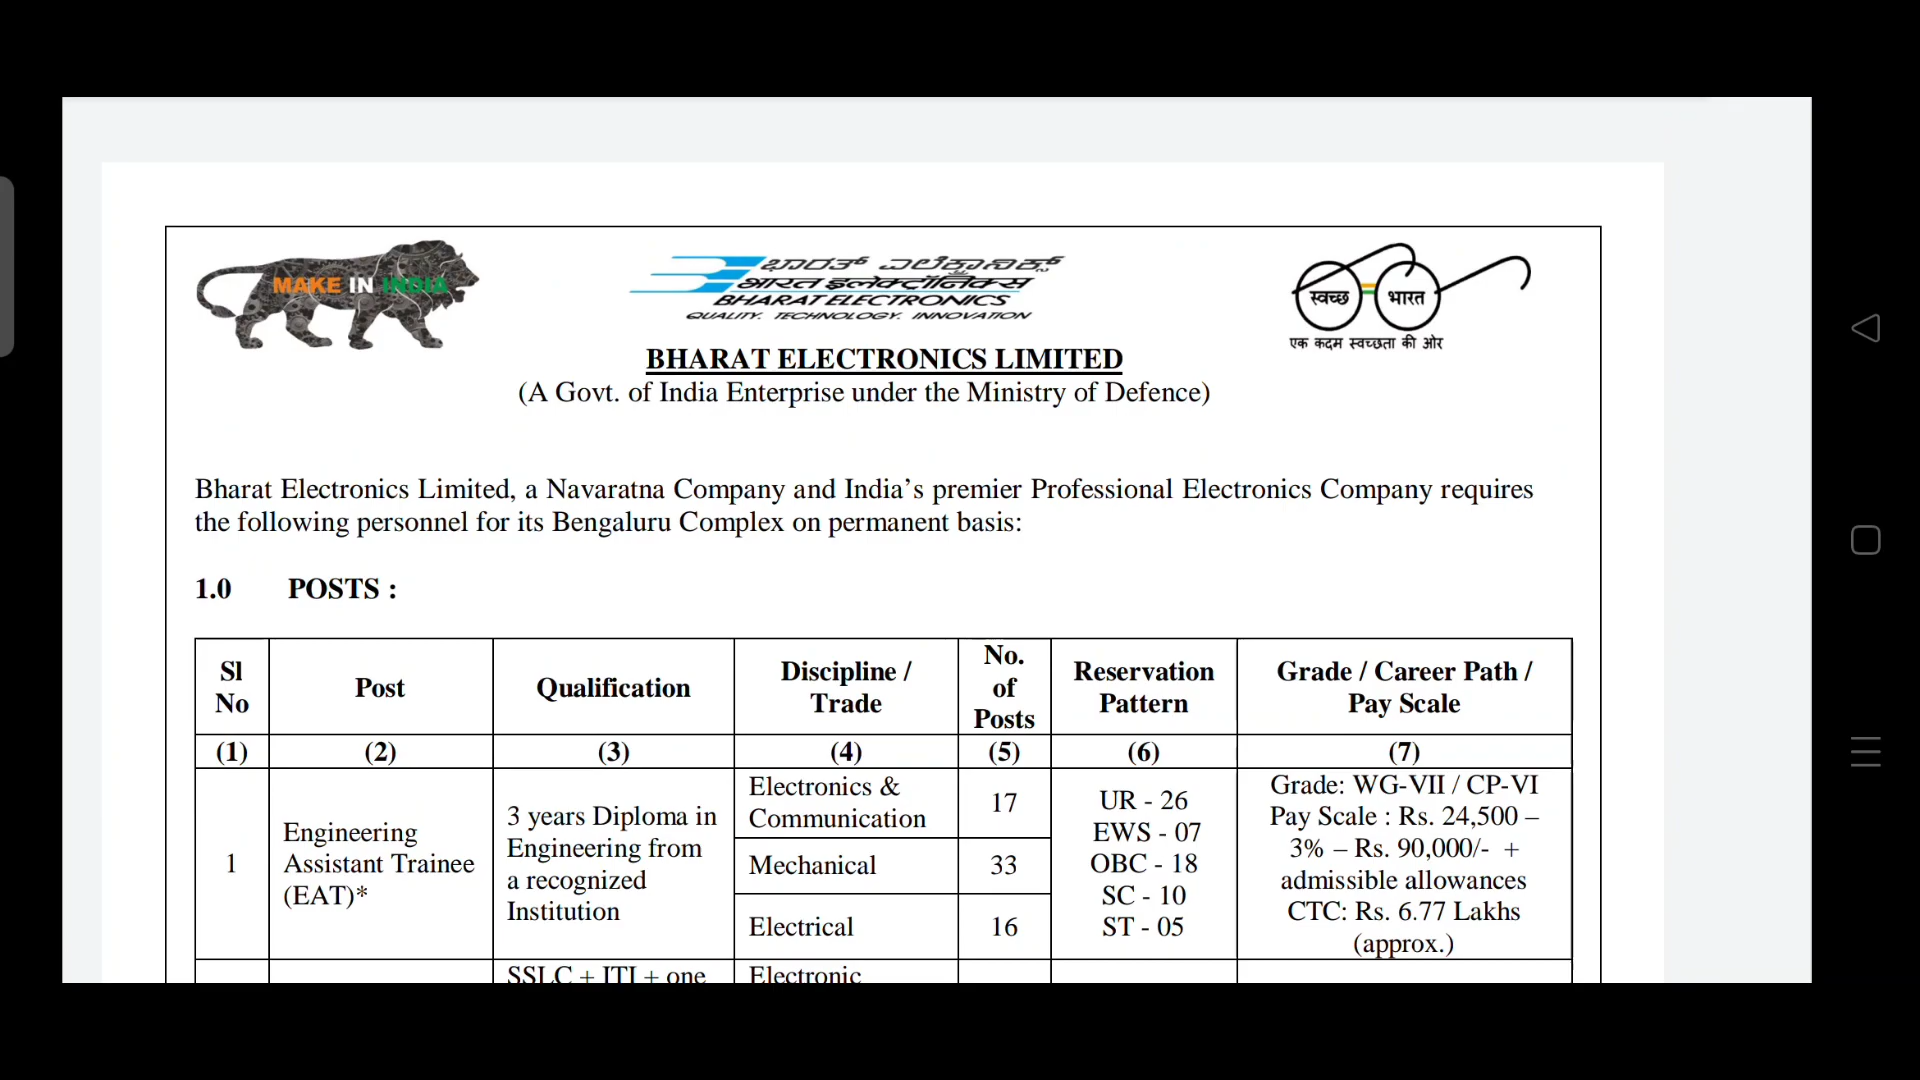 MAKE IN INDIA
ಭಾರತ್ ಎಲೆಕ್ಟ್ರಾನಿಕ್ಸ್
भारत इलेक्ट्रॉनिक्स
BHARAT ELECTRONICS
QUALITY. TECHNOLOGY. INNOVATION
स्वच्छ भारत
एक कदम स्वच्छता की ओर
BHARAT ELECTRONICS LIMITED
(A Govt. of India Enterprise under the Ministry of Defence)
Bharat Electronics Limited, a Navaratna Company and India’s premier Professional Electronics Company requires
the following personnel for its Bengaluru Complex on permanent basis:
1.0 POSTS :
Sl
No
Post
Qualification
Discipline /
Trade
No.
of
Posts
Reservation
Pattern
Grade / Career Path /
Pay Scale
(1) (2) (3) (4) (5) (6) (7)
1
Engineering
Assistant Trainee
(EAT)*
3 years Diploma in
Engineering from
a recognized
Institution
Electronics &
Communication
17
Mechanical
33
Electrical
16
UR - 26
EWS - 07
OBC - 18
SC - 10
ST - 05
Grade: WG-VII / CP-VI
Pay Scale : Rs. 24,500 –
3% – Rs. 90,000/- +
admissible allowances
CTC: Rs. 6.77 Lakhs
(approx.)
SSLC + ITI + one
Electronic